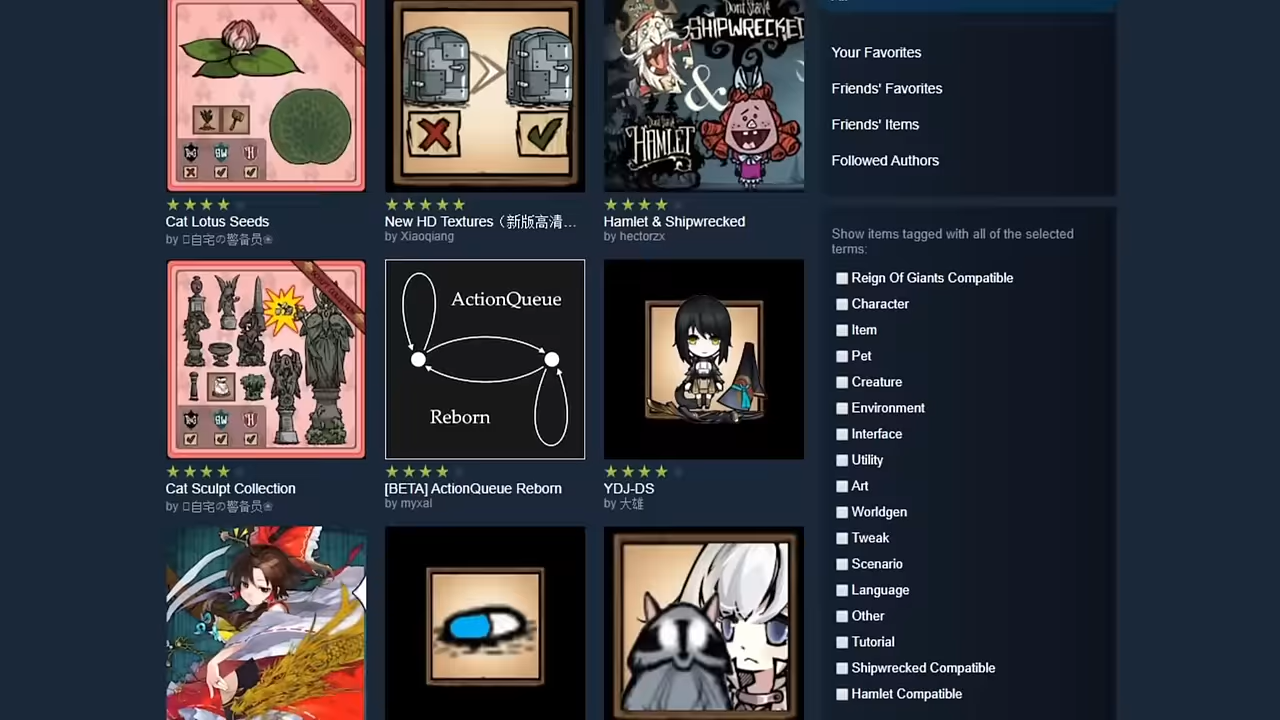 Don't Starve
SHIPWRECKED
&
Don't Starve
HAMLET
Cat Lotus Seeds
by 自宅の警备员
New HD Textures（新版高清...
by Xiaoqiang
Hamlet & Shipwrecked
by hectorzx
ActionQueue
Reborn
Cat Sculpt Collection
by 自宅の警备员
[BETA] ActionQueue Reborn
by myxal
YDJ-DS
by 大雄
Your Favorites
Friends' Favorites
Friends' Items
Followed Authors
Show items tagged with all of the selected
terms:
Reign Of Giants Compatible
Character
Item
Pet
Creature
Environment
Interface
Utility
Art
Worldgen
Tweak
Scenario
Language
Other
Tutorial
Shipwrecked Compatible
Hamlet Compatible